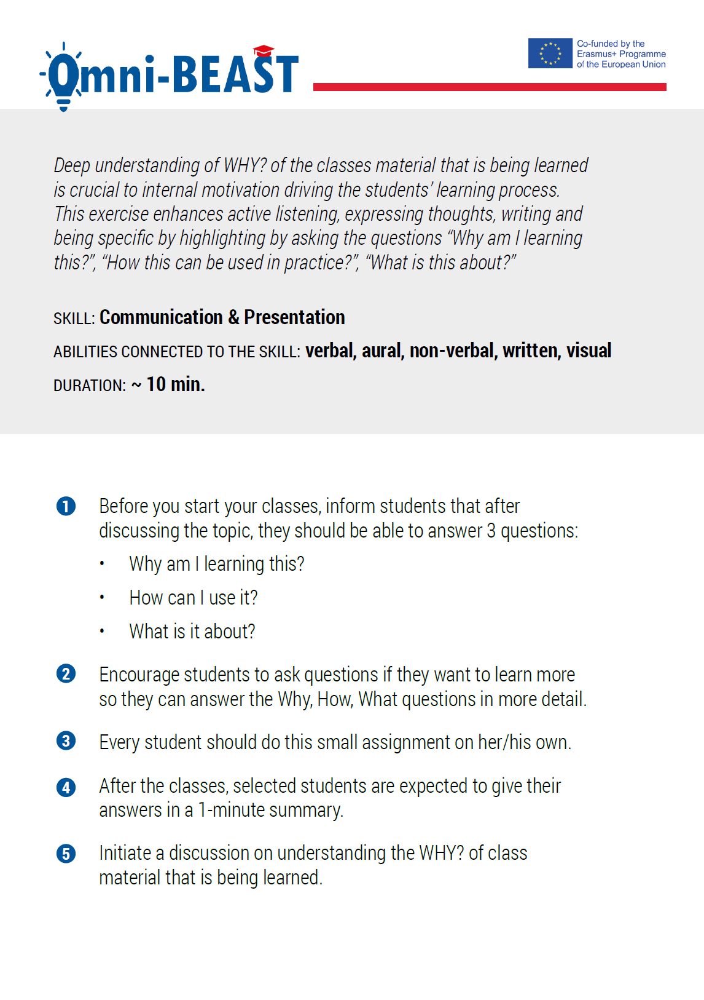 Omni-BEAST
Co-funded by the
Erasmus+ Programme
of the European Union
Deep understanding of WHY? of the classes material that is being learned
is crucial to internal motivation driving the students’ learning process.
This exercise enhances active listening, expressing thoughts, writing and
being specific by highlighting by asking the questions “Why am I learning
this?”, “How this can be used in practice?”, “What is this about?”
SKILL: Communication & Presentation
ABILITIES CONNECTED TO THE SKILL: verbal, aural, non-verbal, written, visual
DURATION: ~ 10 min.
1 Before you start your classes, inform students that after
discussing the topic, they should be able to answer 3 questions:
• Why am I learning this?
• How can I use it?
• What is it about?
2 Encourage students to ask questions if they want to learn more
so they can answer the Why, How, What questions in more detail.
3 Every student should do this small assignment on her/his own.
4 After the classes, selected students are expected to give their
answers in a 1-minute summary.
5 Initiate a discussion on understanding the WHY? of class
material that is being learned.